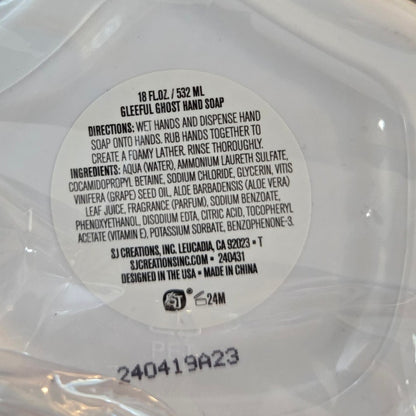 18 FL.OZ. / 532 ML
GLEEFUL GHOST HAND SOAP
DIRECTIONS: WET HANDS AND DISPENSE HAND
SOAP ONTO HANDS. RUB HANDS TOGETHER TO
CREATE A FOAMY LATHER. RINSE THOROUGHLY.
INGREDIENTS: AQUA (WATER), AMMONIUM LAURETH SULFATE,
COCAMIDOPROPYL BETAINE, SODIUM CHLORIDE, GLYCERIN, VITIS
VINIFERA (GRAPE) SEED OIL, ALOE BARBADENSIS (ALOE VERA)
LEAF JUICE, FRAGRANCE (PARFUM), SODIUM BENZOATE,
PHENOXYETHANOL, DISODIUM EDTA, CITRIC ACID, TOCOPHERYL
ACETATE (VITAMIN E), POTASSIUM SORBATE, BENZOPHENONE-3.
SJ CREATIONS, INC. LEUCADIA, CA 92023 • T
SJCREATIONSINC.COM • 240431
DESIGNED IN THE USA • MADE IN CHINA
® 24M
240419A23